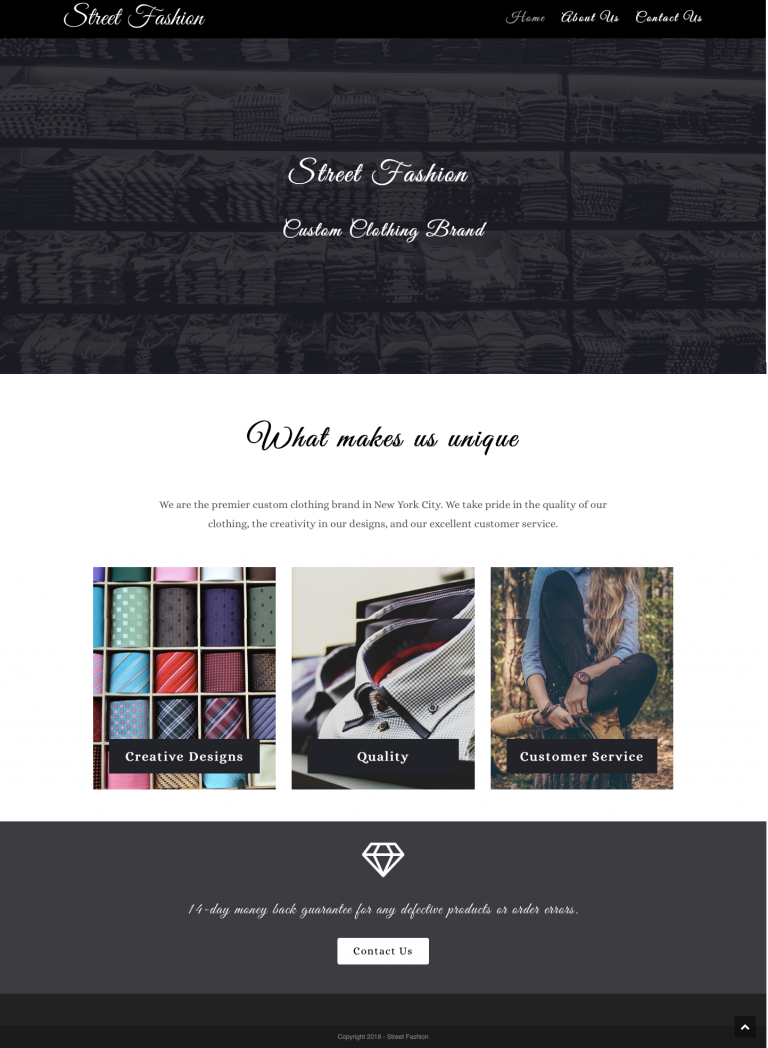 Street Fashion
Home About Us Contact Us
Street Fashion
Custom Clothing Brand
What makes us unique
We are the premier custom clothing brand in New York City. We take pride in the quality of our
clothing, the creativity in our designs, and our excellent customer service.
Creative Designs Quality Customer Service
14-day money back guarantee for any defective products or order errors.
Contact Us
Copyright 2018 - Street Fashion